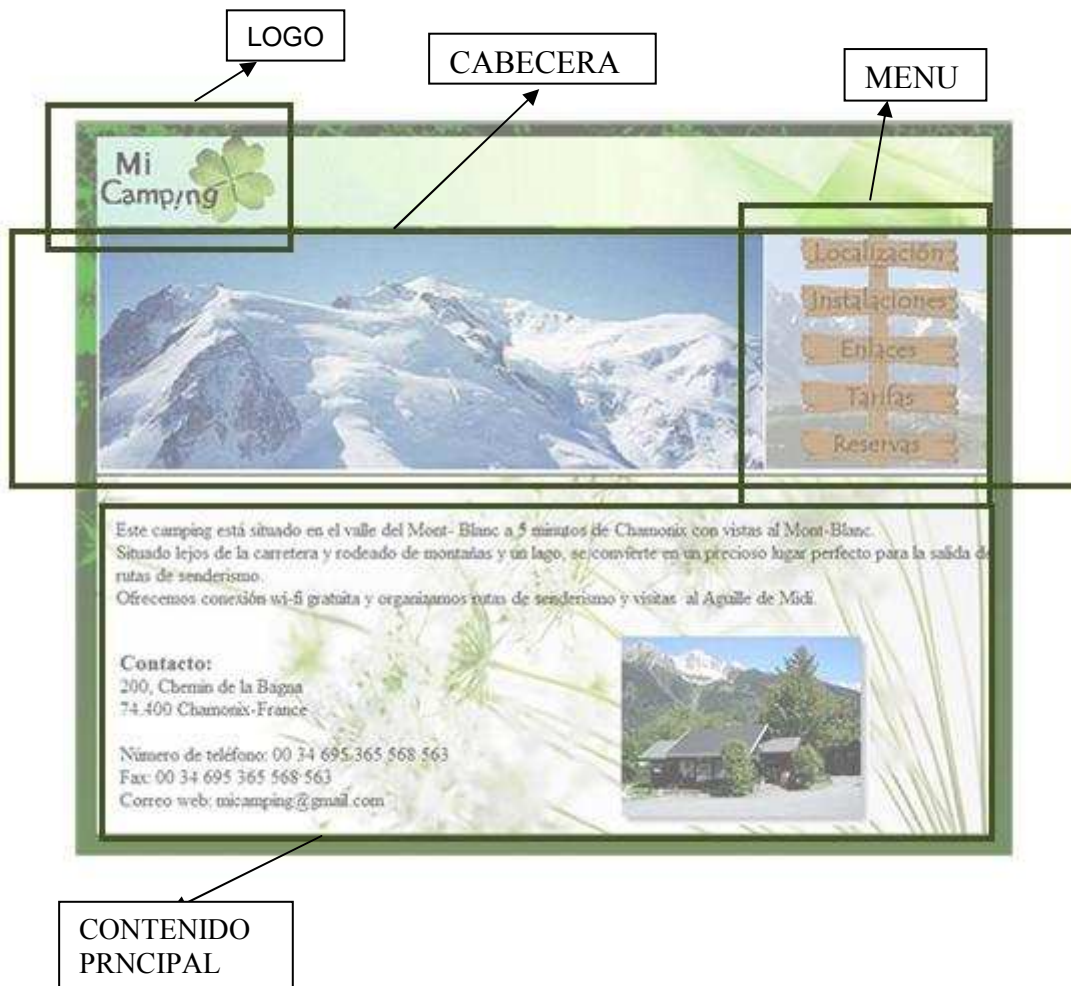 LOGO
CABECERA
MENU
Mi
Camping
Localización
Instalaciones
Enlaces
Tarifas
Reservas
Este camping está situado en el valle del Mont- Blanc a 5 minutos de Chamonix con vistas al Mont-Blanc.
Situado lejos de la carretera y rodeado de montañas y un lago, se convierte en un precioso lugar perfecto para la salida de
rutas de senderismo.
Ofrecemos conexión wi-fi gratuita y organizamos rutas de senderismo y visitas al Aguille de Midi.
Contacto:
200, Chemin de la Bagna
74.400 Chamonix-France
Número de teléfono: 00 34 695 365 568 563
Fax: 00 34 695 365 568 563
Correo web: micamping@gmail.com
CONTENIDO
PRNCIPAL